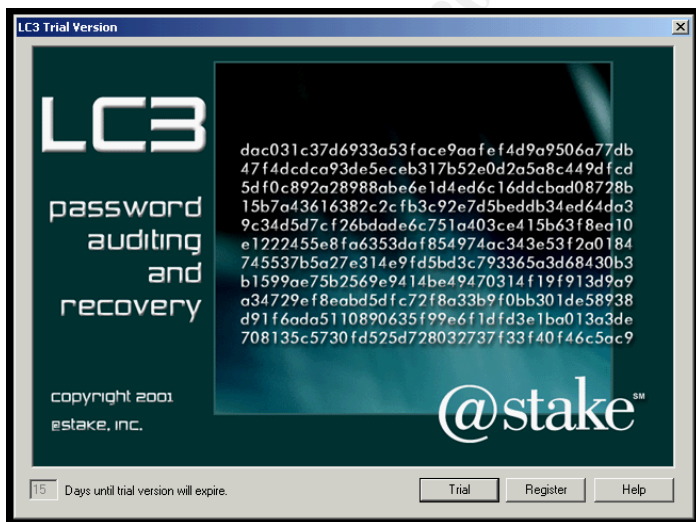 LC3 Trial Version
LC3
password
auditing
and
recovery
dac031c37d6933a53face9aafef4d9a9506a77db
47f4dcdca93de5eceb317b52e0d2a5a8c449dfcd
5df0c892a28988abe6e1d4ed6c16ddcbad08728b
15b7a43616382c2cfb3c92e7d5beddb34ed64da3
9c34d5d7cf26bdade6c751a403ce415b63f8ea10
e1222455e8fa6353daf854974ac343e53f2a0184
745537b5a27e314e9fd5bd3c793365a3d68430b3
b1599ae75b2569e9414be49470314f19f913d9a9
a34729ef8eabd5dfc72f8a33b9f0bb301de58938
d91f6ada5110890635f99e6f1dfd3e1ba013a3de
708135c5730fd525d728032737f33f40f46c5ac9
copyright 2001
@stake, inc.
@stake SM
15 Days until trial version will expire.
Trial Register Help